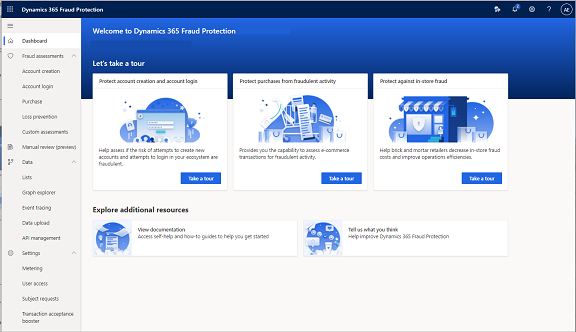 Dynamics 365 Fraud Protection
?
AE
Dashboard
Fraud assessments
Account creation
Account login
Purchase
Loss prevention
Custom assessments
Manual review (preview)
Data
Lists
Graph explorer
Event tracing
Data upload
API management
Settings
Metering
User access
Subject requests
Transaction acceptance
booster
Welcome to Dynamics 365 Fraud Protection
Let's take a tour
Protect account creation and account login
Help assess if the risk of attempts to create new
accounts and attempts to login in your ecosystem are
fraudulent.
Take a tour
Protect purchases from fraudulent activity
Provides you the capability to assess e-commerce
transactions for fraudulent activity.
Take a tour
Protect against in-store fraud
Help brick and mortar retailers decrease in-store fraud
costs and improve operations efficiencies.
Take a tour
Explore additional resources
View documentation
Access self-help and how-to guides to help you get started
Tell us what you think
Help improve Dynamics 365 Fraud Protection